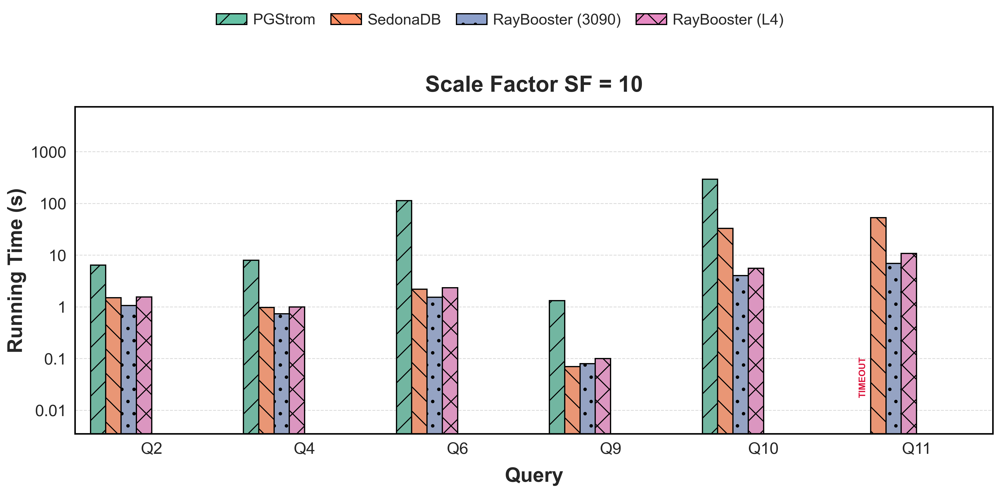 PGStrom SedonaDB RayBooster (3090) RayBooster (L4)
Scale Factor SF = 10
Running Time (s)
1000
100
10
1
0.1
0.01
TIMEOUT
Q2 Q4 Q6 Q9 Q10 Q11
Query